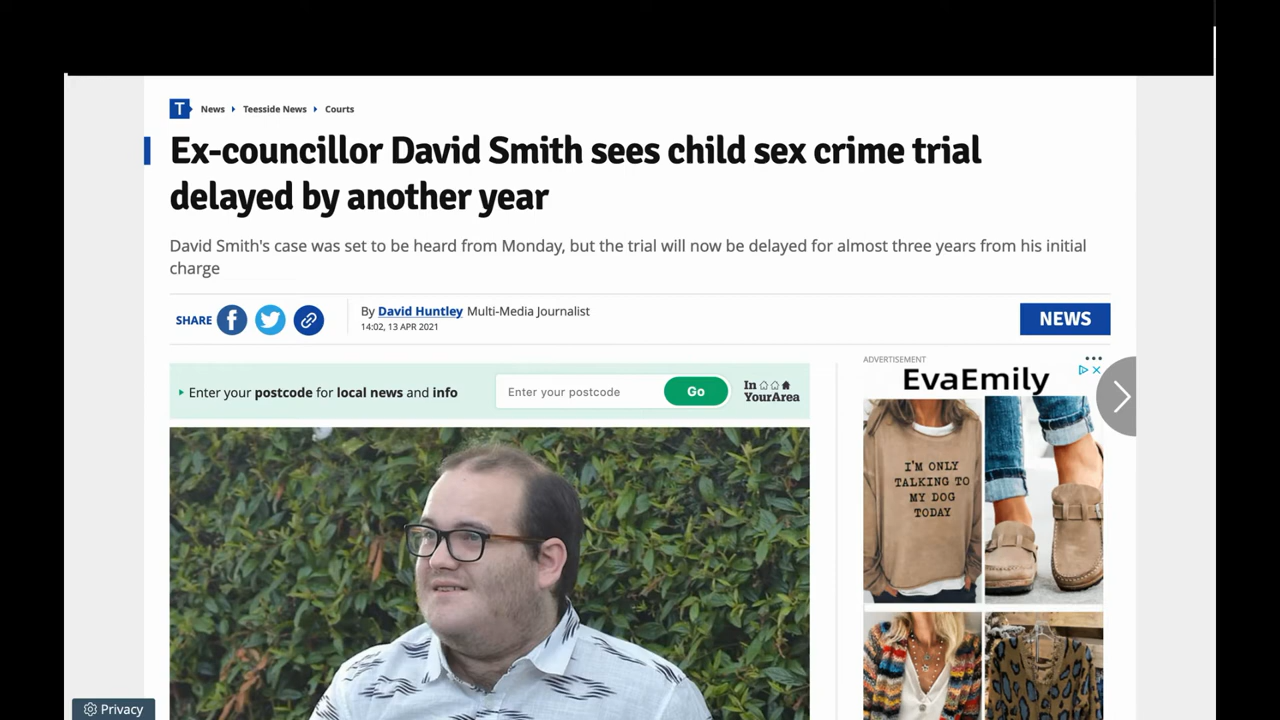 T News Teesside News Courts
Ex-councillor David Smith sees child sex crime trial
delayed by another year
David Smith's case was set to be heard from Monday, but the trial will now be delayed for almost three years from his initial
charge
SHARE
By David Huntley Multi-Media Journalist
14:02, 13 APR 2021
NEWS
Enter your postcode for local news and info
Enter your postcode
Go
In
YourArea
ADVERTISEMENT
EvaEmily
I'M ONLY
TALKING TO
MY DOG
TODAY
Privacy